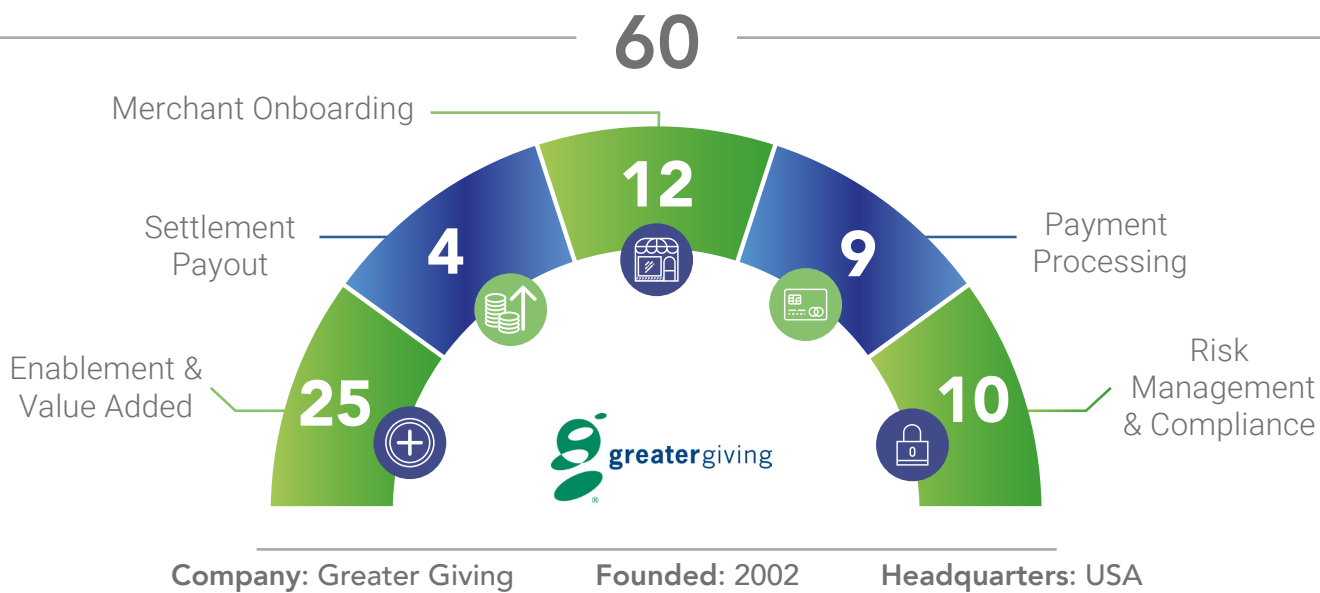 60
Merchant Onboarding
12
Settlement
Payout
4
9
Payment
Processing
Enablement &
Value Added
25
10
Risk
Management
& Compliance
greatergiving
®
Company: Greater Giving Founded: 2002 Headquarters: USA